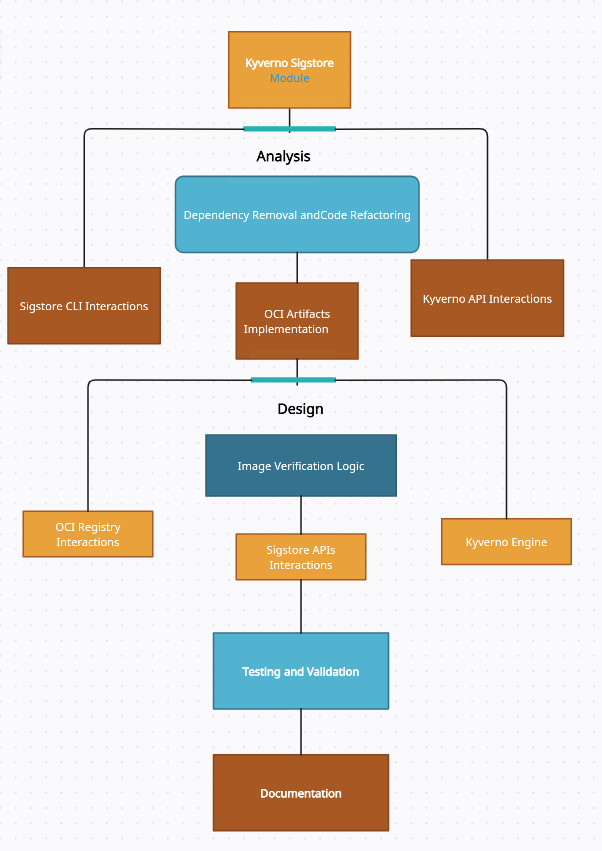 Kyverno Sigstore
Module
Analysis
Dependency Removal andCode Refactoring
Sigstore CLI Interactions
Kyverno API Interactions
OCI Artifacts
Implementation
Design
Image Verification Logic
OCI Registry
Interactions
Sigstore APIs
Interactions
Kyverno Engine
Testing and Validation
Documentation